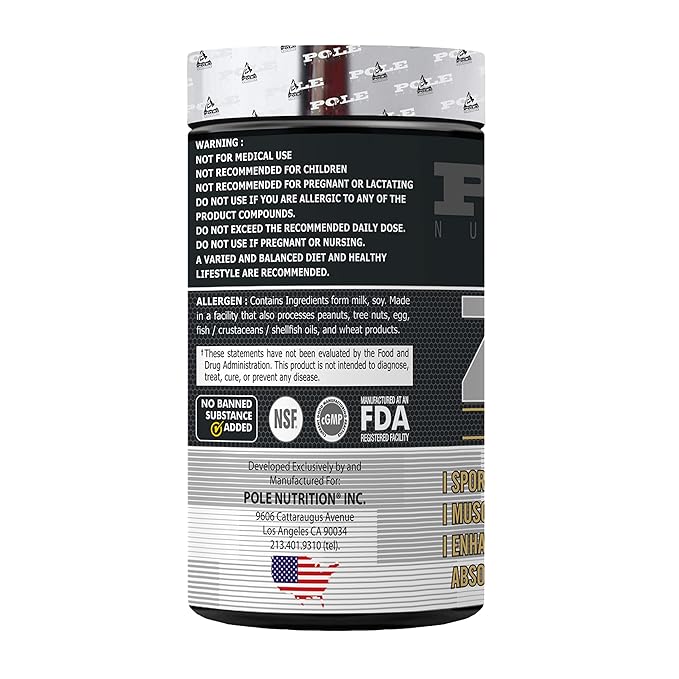 POLE
POLE
WARNING :
NOT FOR MEDICAL USE
NOT RECOMMENDED FOR CHILDREN
NOT RECOMMENDED FOR PREGNANT OR LACTATING
DO NOT USE IF YOU ARE ALLERGIC TO ANY OF THE
PRODUCT COMPOUNDS.
DO NOT EXCEED THE RECOMMENDED DAILY DOSE.
DO NOT USE IF PREGNANT OR NURSING.
A VARIED AND BALANCED DIET AND HEALTHY
LIFESTYLE ARE RECOMMENDED.
ALLERGEN : Contains Ingredients form milk, soy. Made
in a facility that also processes peanuts, tree nuts, egg,
fish / crustaceans / shellfish oils, and wheat products.
†These statements have not been evaluated by the Food and
Drug Administration. This product is not intended to diagnose,
treat, cure, or prevent any disease.
NO BANNED
SUBSTANCE
ADDED
NSF
cGMP
MANUFACTURED AT AN
FDA
REGISTERED FACILITY
Developed Exclusively by and
Manufactured For:
POLE NUTRITION® INC.
9606 Cattaraugus Avenue
Los Angeles CA 90034
213.401.9310 (tel).
P
NU
7
I SPOR
I MUSC
I ENHA
ABSO